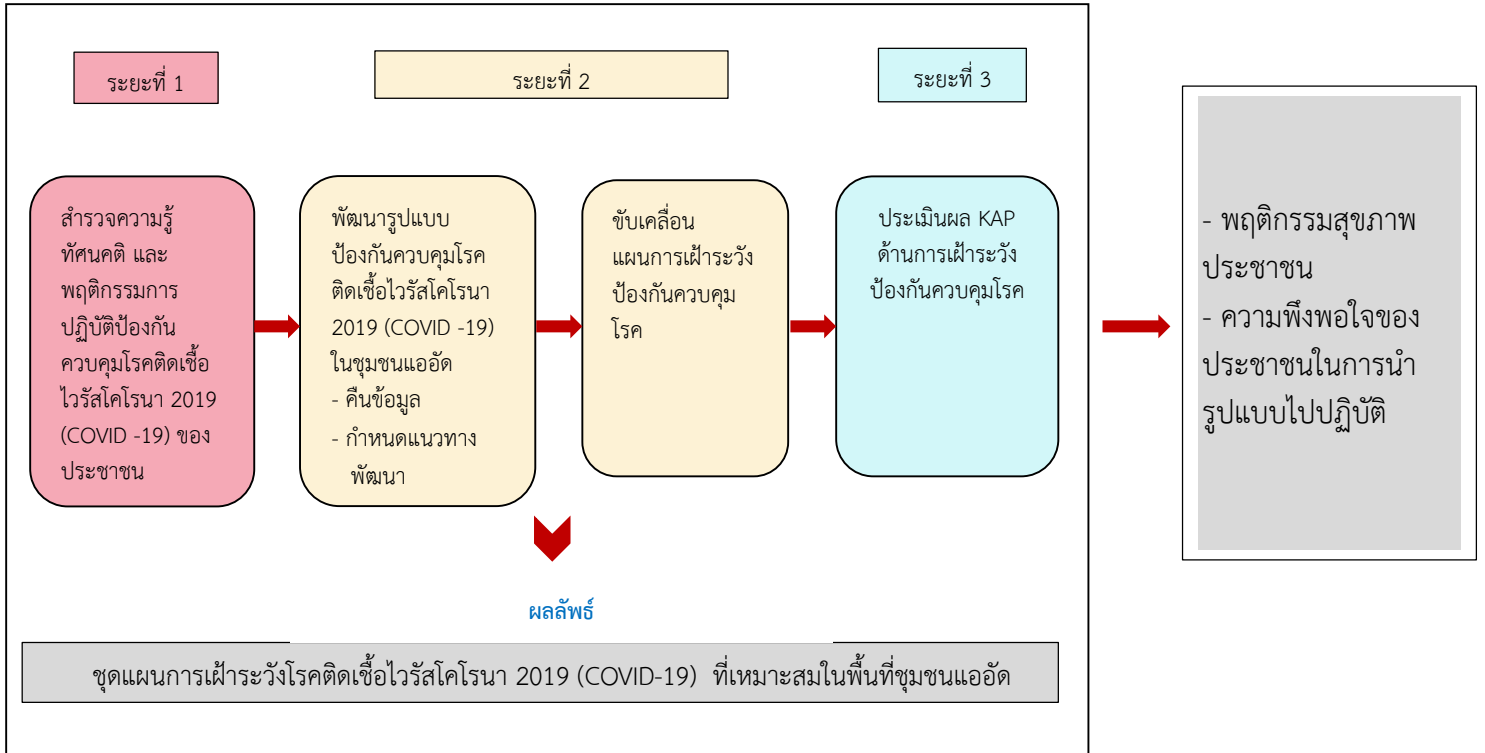 ระยะที่ 1
ระยะที่ 2
ระยะที่ 3
สำรวจความรู้
ทัศนคติ และ
พฤติกรรมการ
ปฏิบัติป้องกัน
ควบคุมโรคติดเชื้อ
ไวรัสโคโรนา 2019
(COVID -19) ของ
ประชาชน
พัฒนารูปแบบ
ป้องกันควบคุมโรค
ติดเชื้อไวรัสโคโรนา
2019 (COVID -19)
ในชุมชนแออัด
- คืนข้อมูล
- กำหนดแนวทาง
พัฒนา
ขับเคลื่อน
แผนการเฝ้าระวัง
ป้องกันควบคุม
โรค
ประเมินผล KAP
ด้านการเฝ้าระวัง
ป้องกันควบคุมโรค
- พฤติกรรมสุขภาพ
ประชาชน
- ความพึงพอใจของ
ประชาชนในการนำ
รูปแบบไปปฏิบัติ
ผลลัพธ์
ชุดแผนการเฝ้าระวังโรคติดเชื้อไวรัสโคโรนา 2019 (COVID-19) ที่เหมาะสมในพื้นที่ชุมชนแออัด